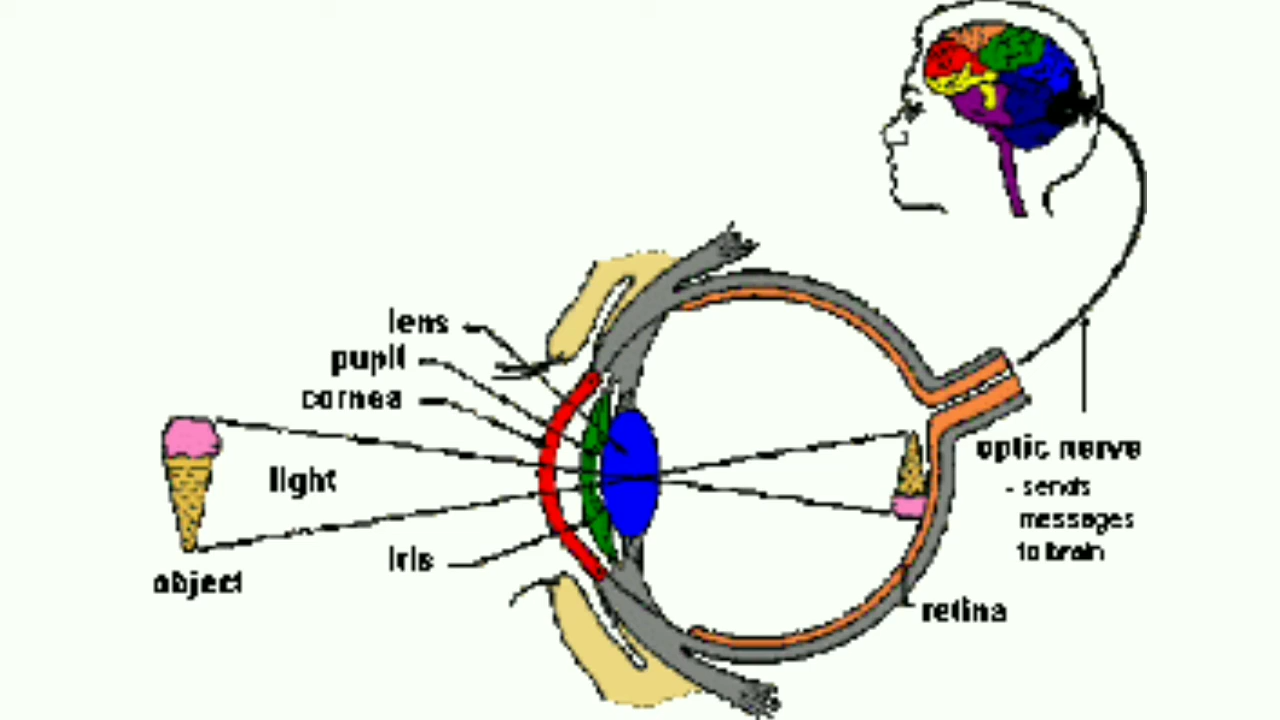 lens
pupil
cornea
light
iris
object
optic nerve
- sends
messages
to brain
retina